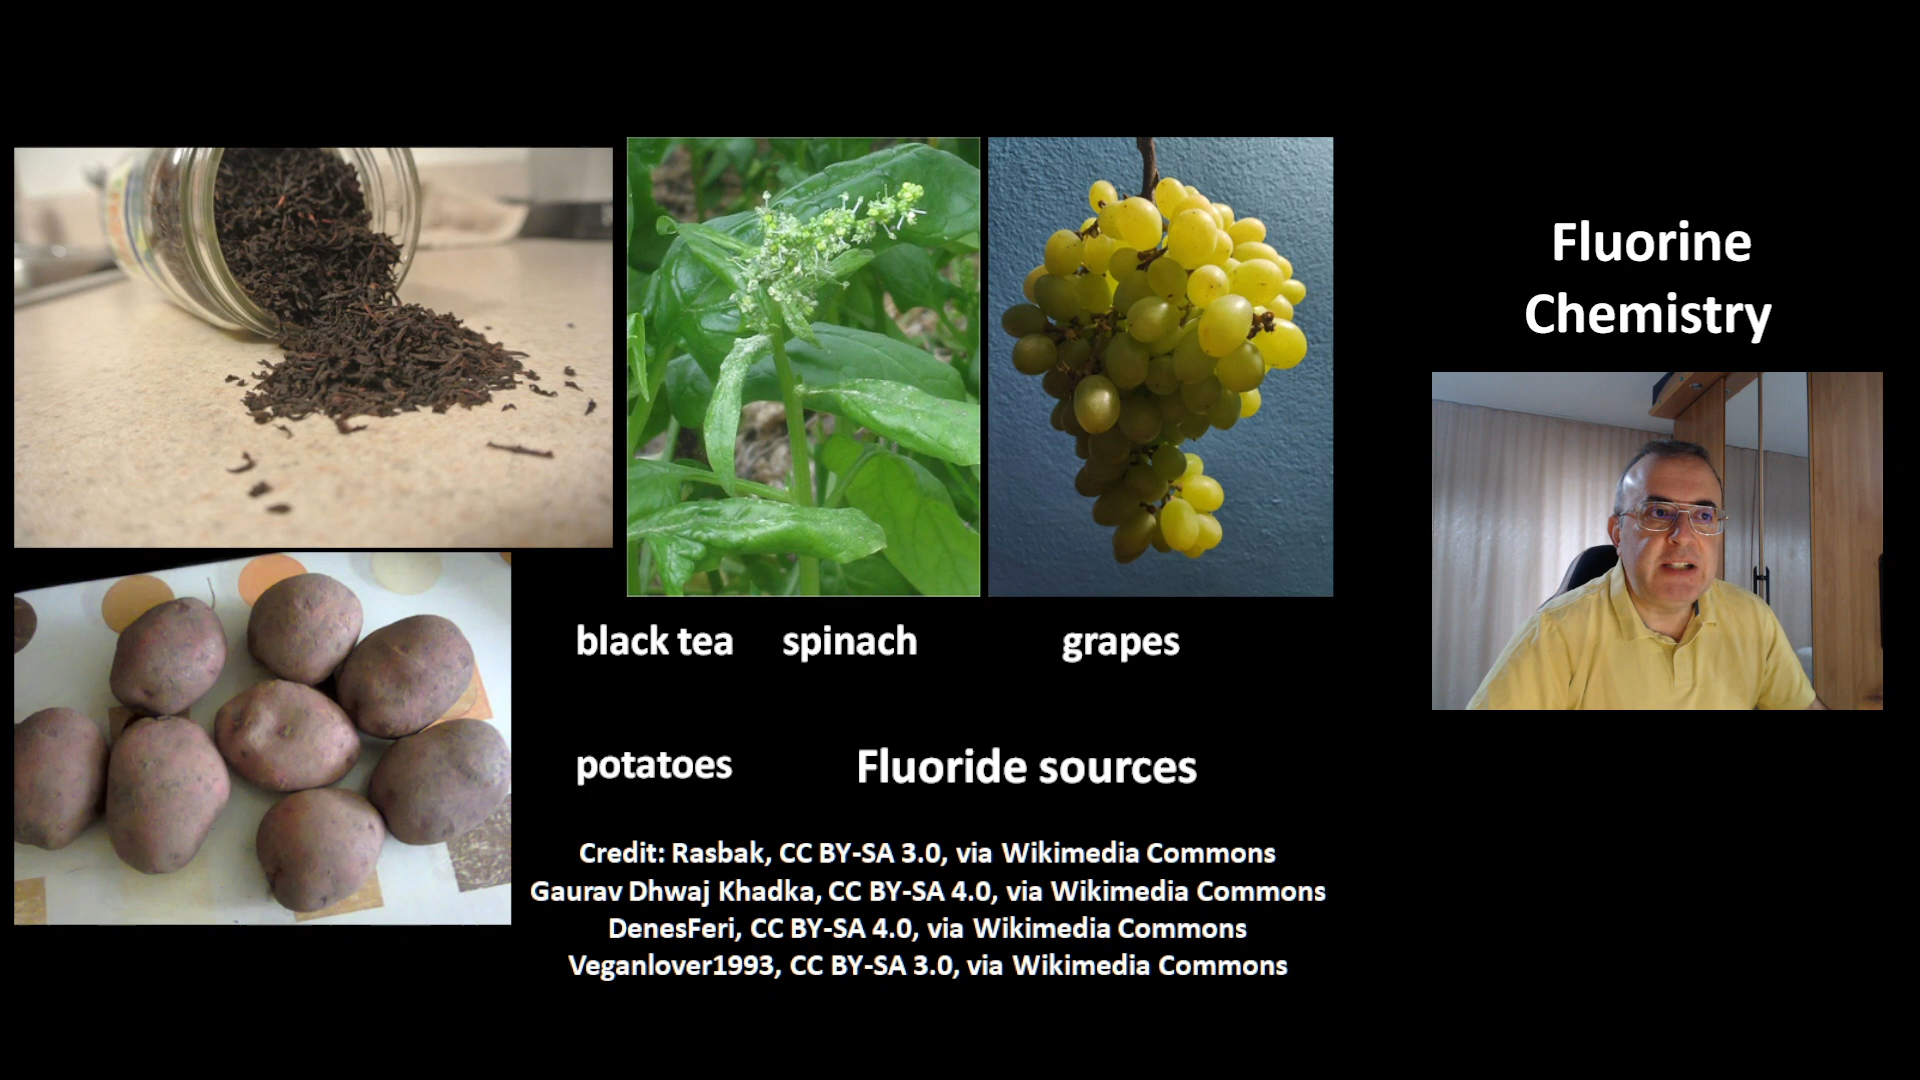 Fluorine
Chemistry
black tea
spinach
grapes
potatoes
Fluoride sources
Credit: Rasbak, CC BY-SA 3.0, via Wikimedia Commons
Gaurav Dhwaj Khadka, CC BY-SA 4.0, via Wikimedia Commons
DenesFeri, CC BY-SA 4.0, via Wikimedia Commons
Veganlover1993, CC BY-SA 3.0, via Wikimedia Commons